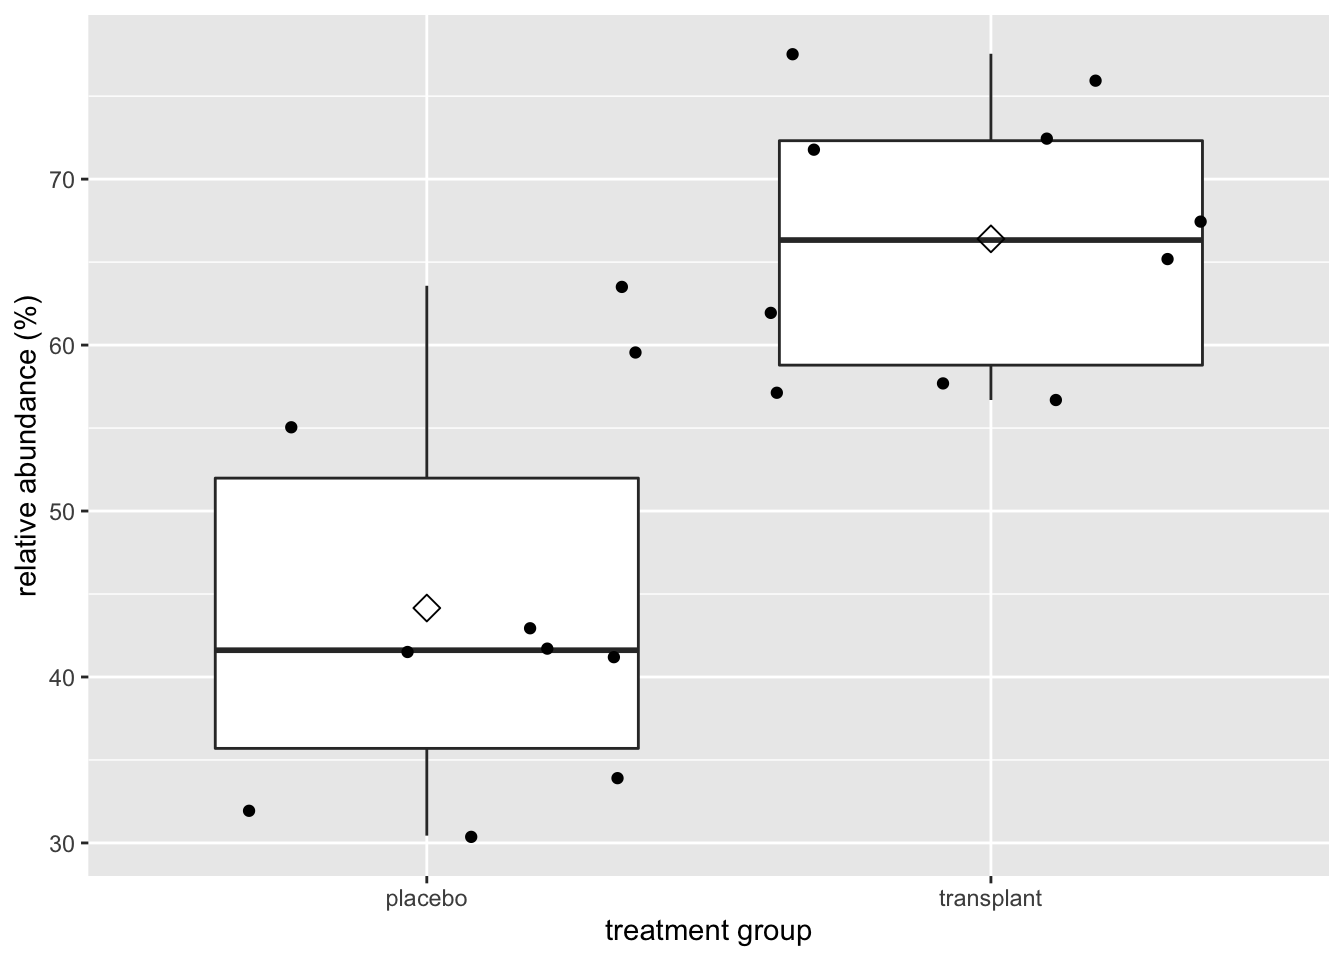 relative abundance (%)
70
60
50
40
30
placebo
transplant
treatment group